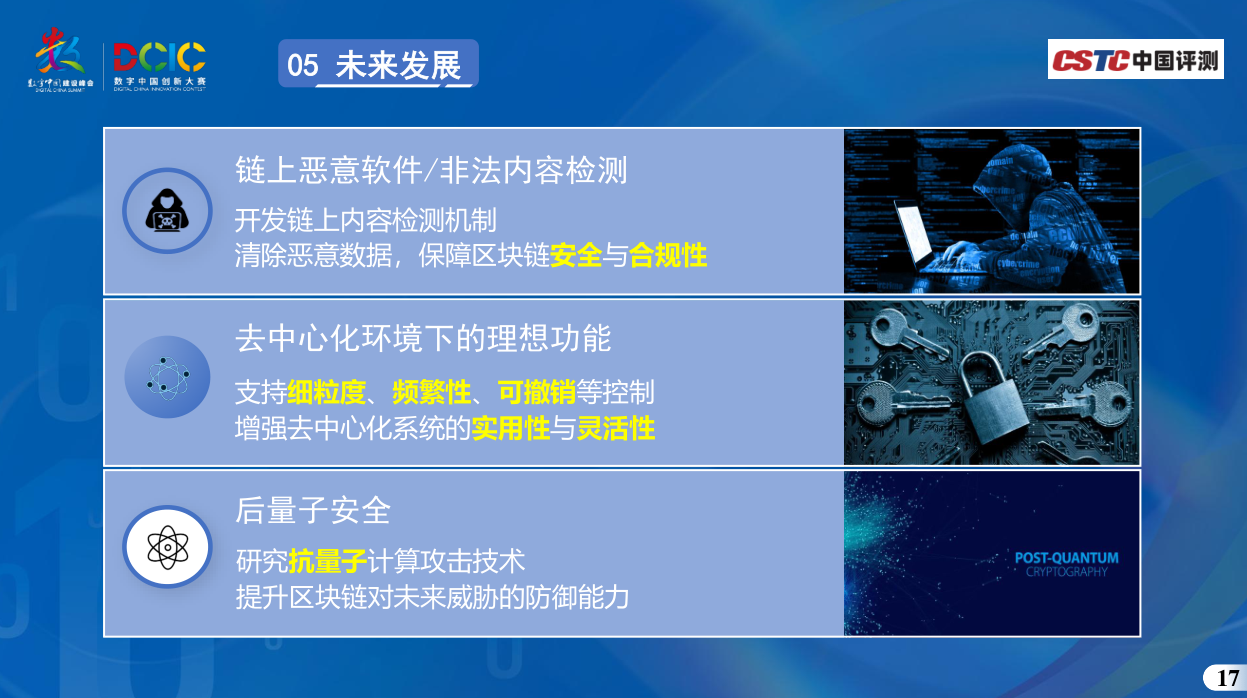 数字中国建设峰会
DIGITAL CHINA SUMMIT
DCIC
数字中国创新大赛
DIGITAL CHINA INNOVATION CONTEST
05 未来发展
CSTC中国评测
链上恶意软件/非法内容检测
开发链上内容检测机制
清除恶意数据，保障区块链安全与合规性
去中心化环境下的理想功能
支持细粒度、频繁性、可撤销等控制
增强去中心化系统的实用性与灵活性
后量子安全
研究抗量子计算攻击技术
提升区块链对未来威胁的防御能力
POST-QUANTUM
CRYPTOGRAPHY
17